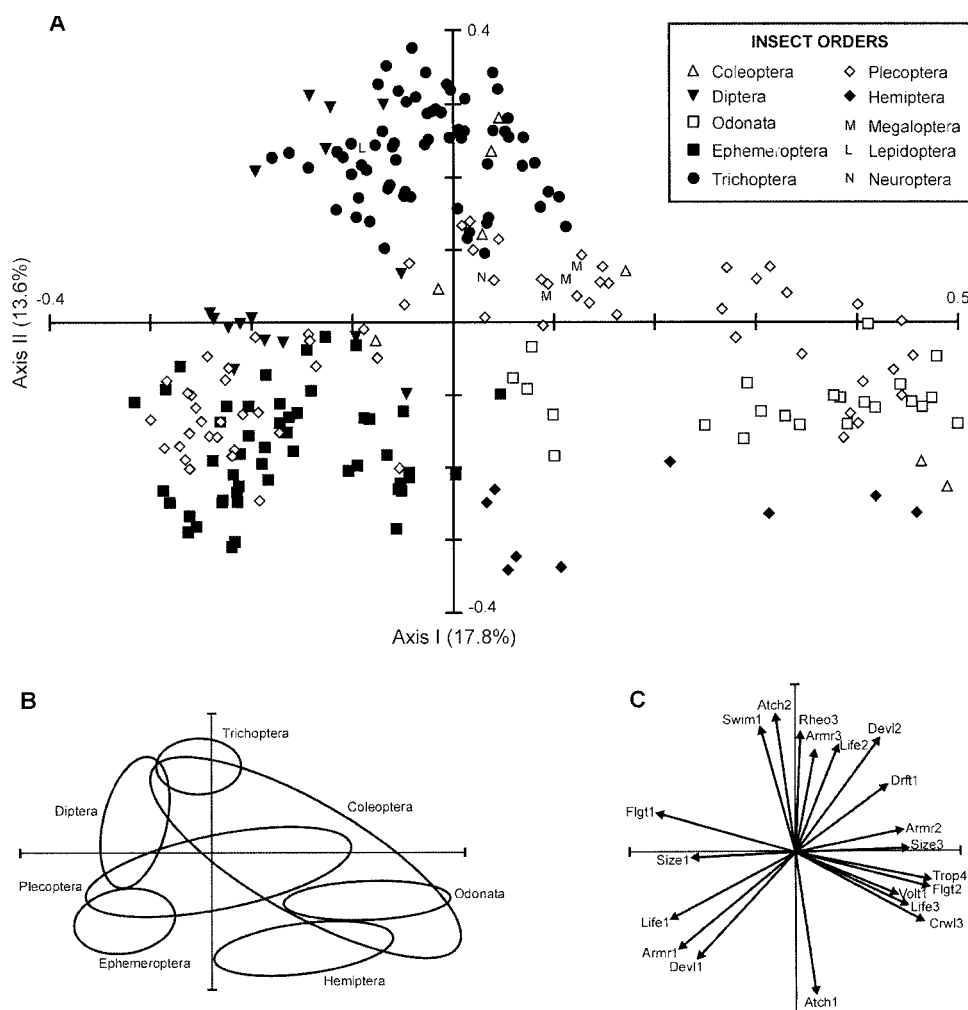 A
0.4
INSECT ORDERS
Coleoptera
Plecoptera
Diptera
Hemiptera
Odonata
M Megaloptera
Ephemeroptera
L Lepidoptera
Trichoptera
N Neuroptera
L
M
N
M
M
-0.4
0.5
Axis II (13.6%)
-0.4
Axis I (17.8%)
B
Trichoptera
Diptera
Coleoptera
Plecoptera
Odonata
Ephemeroptera
Hemiptera
C
Atch2
Swim1
Rheo3
Armr3
Devl2
Life2
Drft1
Flgt1
Armr2
Size3
Size1
Trop4
Flgt2
Volt1
Life3
Crwl3
Life1
Armr1
Devl1
Atch1